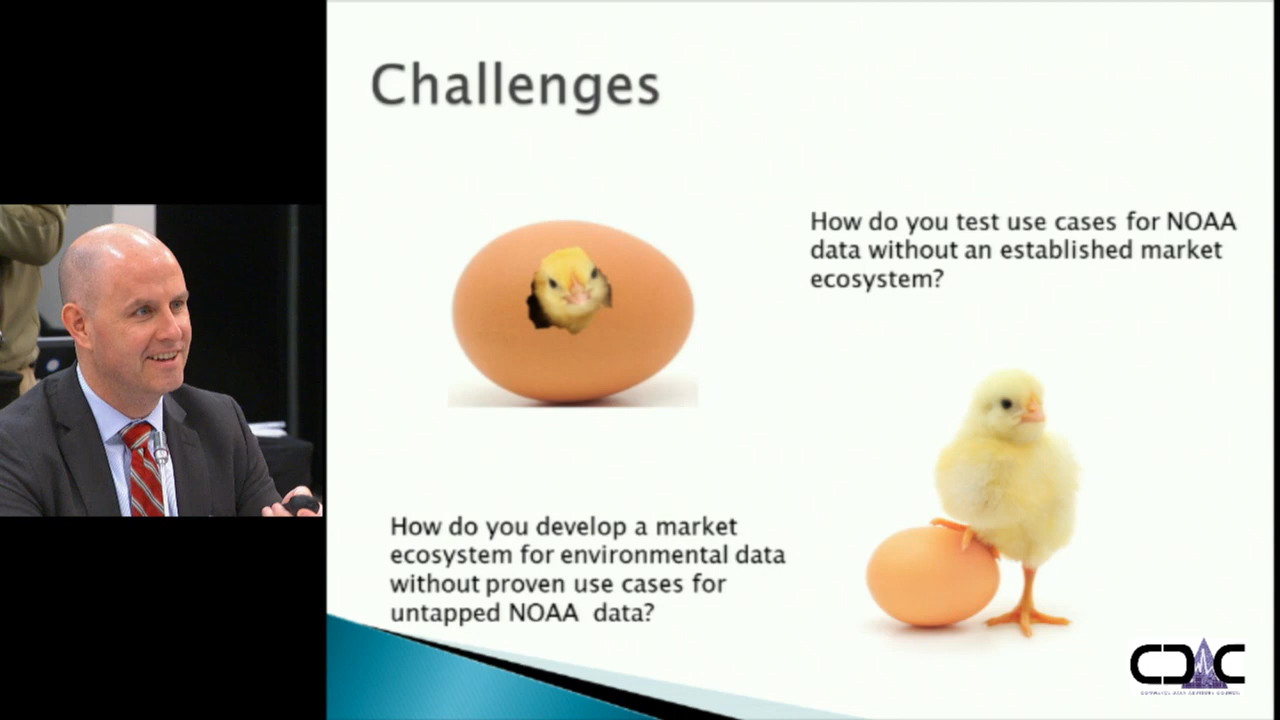 Challenges
How do you test use cases for NOAA
data without an established market
ecosystem?
How do you develop a market
ecosystem for environmental data
without proven use cases for
untapped NOAA data?
CDAC